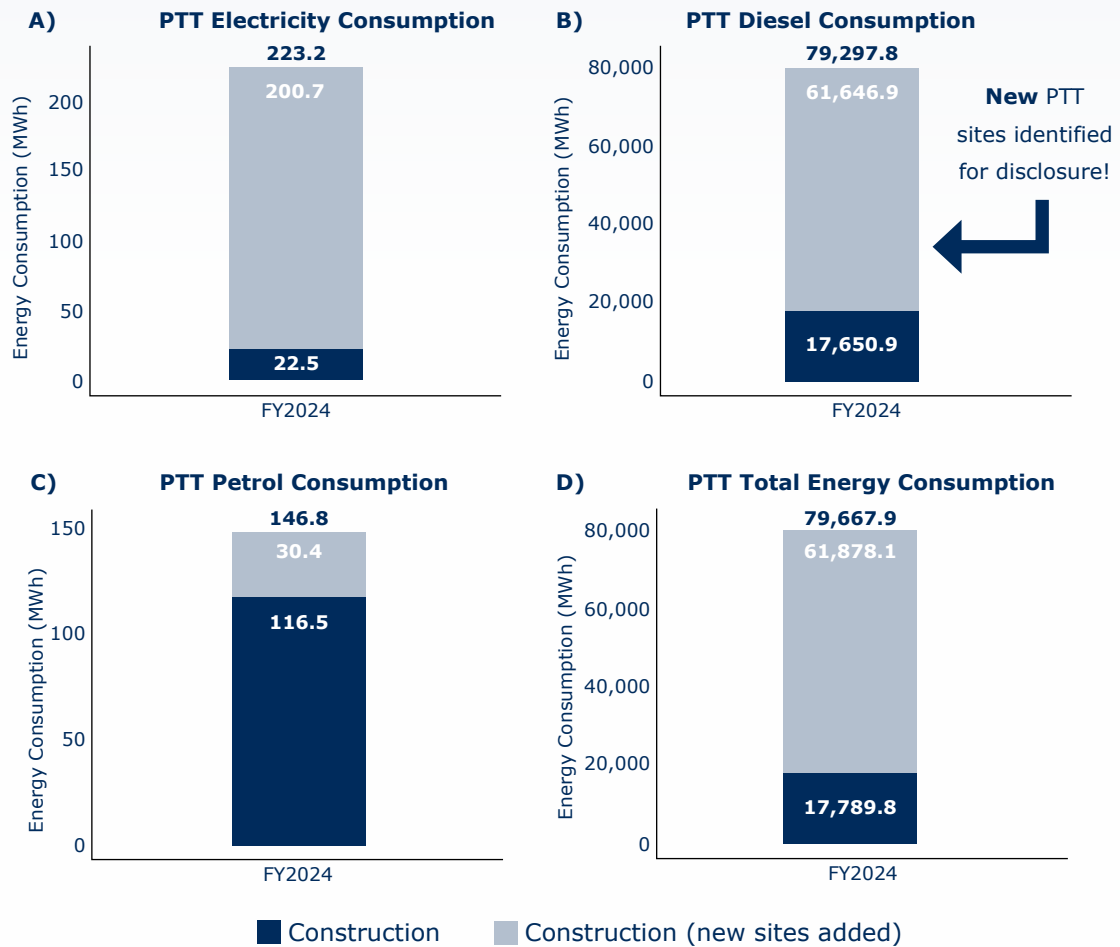 A) PTT Electricity Consumption
223.2
200.7
22.5
Energy Consumption (MWh)
200
150
100
50
0
FY2024
B) PTT Diesel Consumption
79,297.8
61,646.9
17,650.9
Energy Consumption (MWh)
80,000
60,000
40,000
20,000
0
FY2024
New PTT
sites identified
for disclosure!
C) PTT Petrol Consumption
146.8
30.4
116.5
Energy Consumption (MWh)
150
100
50
0
FY2024
D) PTT Total Energy Consumption
79,667.9
61,878.1
17,789.8
Energy Consumption (MWh)
80,000
60,000
40,000
20,000
0
FY2024
Construction
Construction (new sites added)